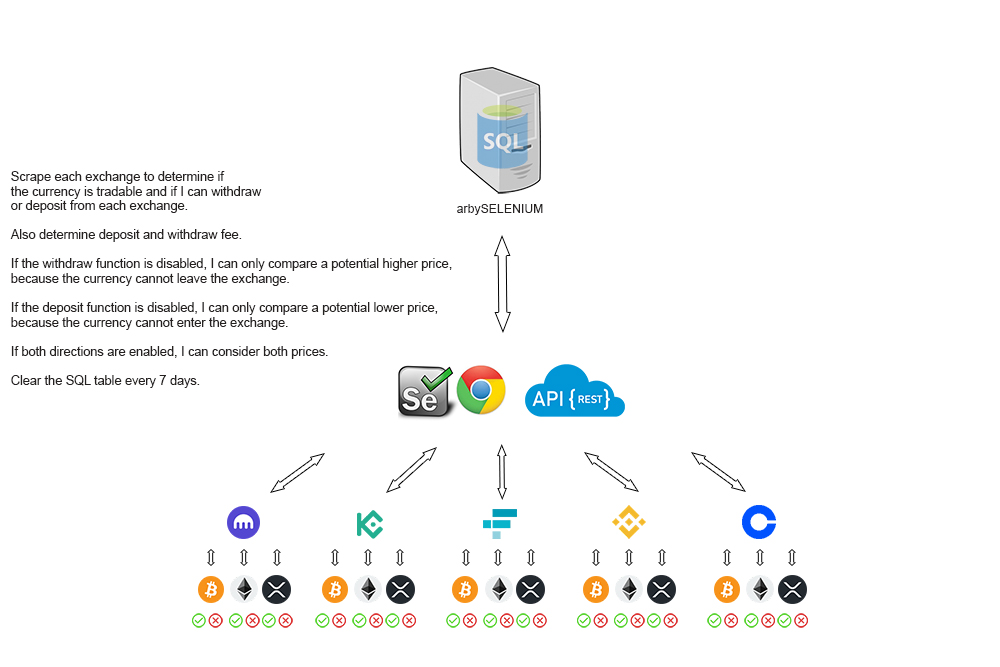 SQL
arbySELENIUM
Scrape each exchange to determine if
the currency is tradable and if I can withdraw
or deposit from each exchange.
Also determine deposit and withdraw fee.
If the withdraw function is disabled, I can only compare a potential higher price,
because the currency cannot leave the exchange.
If the deposit function is disabled, I can only compare a potential lower price,
because the currency cannot enter the exchange.
If both directions are enabled, I can consider both prices.
Clear the SQL table every 7 days.
Se
API {REST}